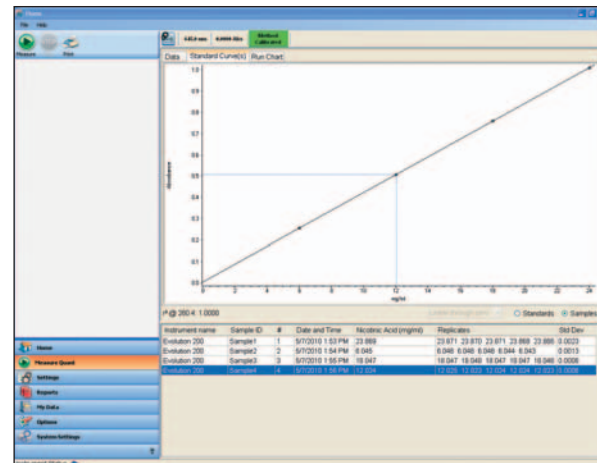 File Help
Measure Print
0.0000 Abs Method
Calibrated
Data Standard Curve(s) Run Chart
1.0
0.9
0.8
0.7
0.6
0.5
0.4
0.3
0.2
0.1
0.0
Absorbance
0 2 4 6 8 10 12 14 16 18 20 22 24
mg/ml
r² @ 260.4: 1.0000
Standards Samples
Instrument name Sample ID # Date and Time Nicotinic Acid (mg/ml) Replicates Std Dev
Evolution 200 Sample1 1 5/7/2010 1:53 PM 23.869 23.871 23.870 23.871 23.868 23.866 0.0023
Evolution 200 Sample2 2 5/7/2010 1:54 PM 6.045 6.046 6.046 6.046 6.044 6.043 0.0013
Evolution 200 Sample3 3 5/7/2010 1:55 PM 18.047 18.047 18.048 18.047 18.046 18.046 0.0008
Evolution 200 Sample4 4 5/7/2010 1:56 PM 12.024 12.025 12.023 12.024 12.024 12.023 0.0008
Home
Measure Quant
Settings
Reports
My Data
Options
System Settings